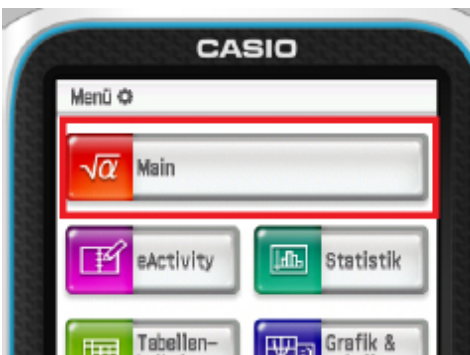 CASIO
Menü
√α Main
eActivity
Statistik
Tabellen-
Grafik &